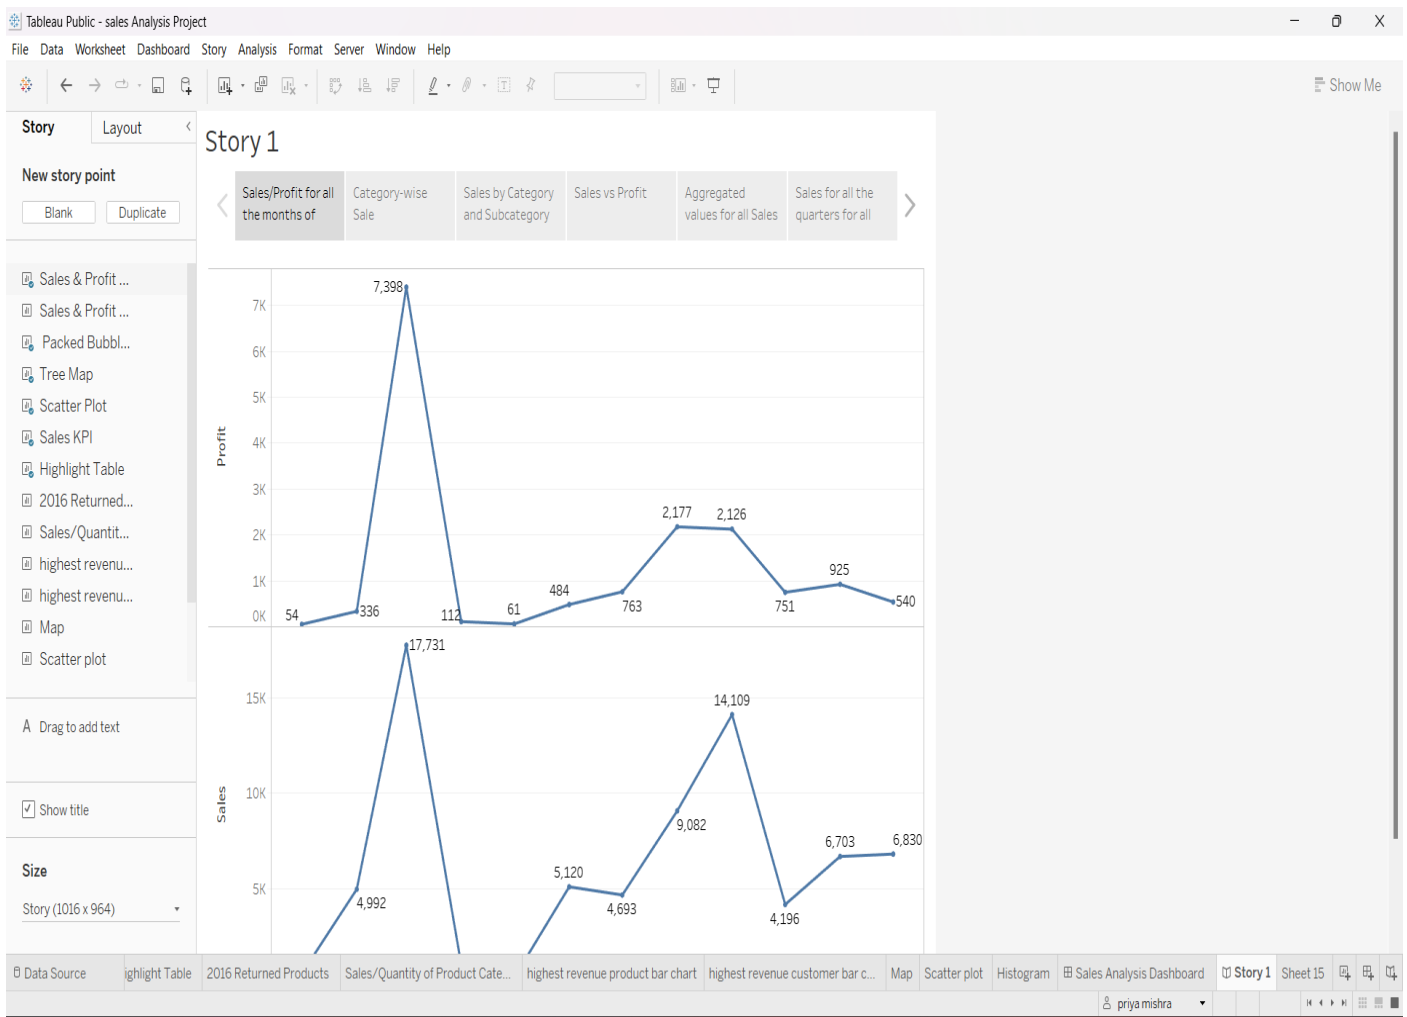 Tableau Public - sales Analysis Project
File Data Worksheet Dashboard Story Analysis Format Server Window Help
Show Me
Story Layout
New story point
Blank Duplicate
Sales & Profit ...
Sales & Profit ...
Packed Bubbl...
Tree Map
Scatter Plot
Sales KPI
Highlight Table
2016 Returned...
Sales/Quantit...
highest revenu...
highest revenu...
Map
Scatter plot
A Drag to add text
Show title
Size
Story (1016 x 964)
Story 1
Sales/Profit for all
the months of
Category-wise
Sale
Sales by Category
and Subcategory
Sales vs Profit
Aggregated
values for all Sales
Sales for all the
quarters for all
Profit
7K
6K
5K
4K
3K
2K
1K
0K
54
336
7,398
112
61
484
763
2,177
2,126
751
925
540
Sales
15K
10K
5K
4,992
17,731
5,120
4,693
9,082
14,109
4,196
6,703
6,830
Data Source ighlight Table 2016 Returned Products Sales/Quantity of Product Cate... highest revenue product bar chart highest revenue customer bar c... Map Scatter plot Histogram Sales Analysis Dashboard Story 1 Sheet 15
priya mishra